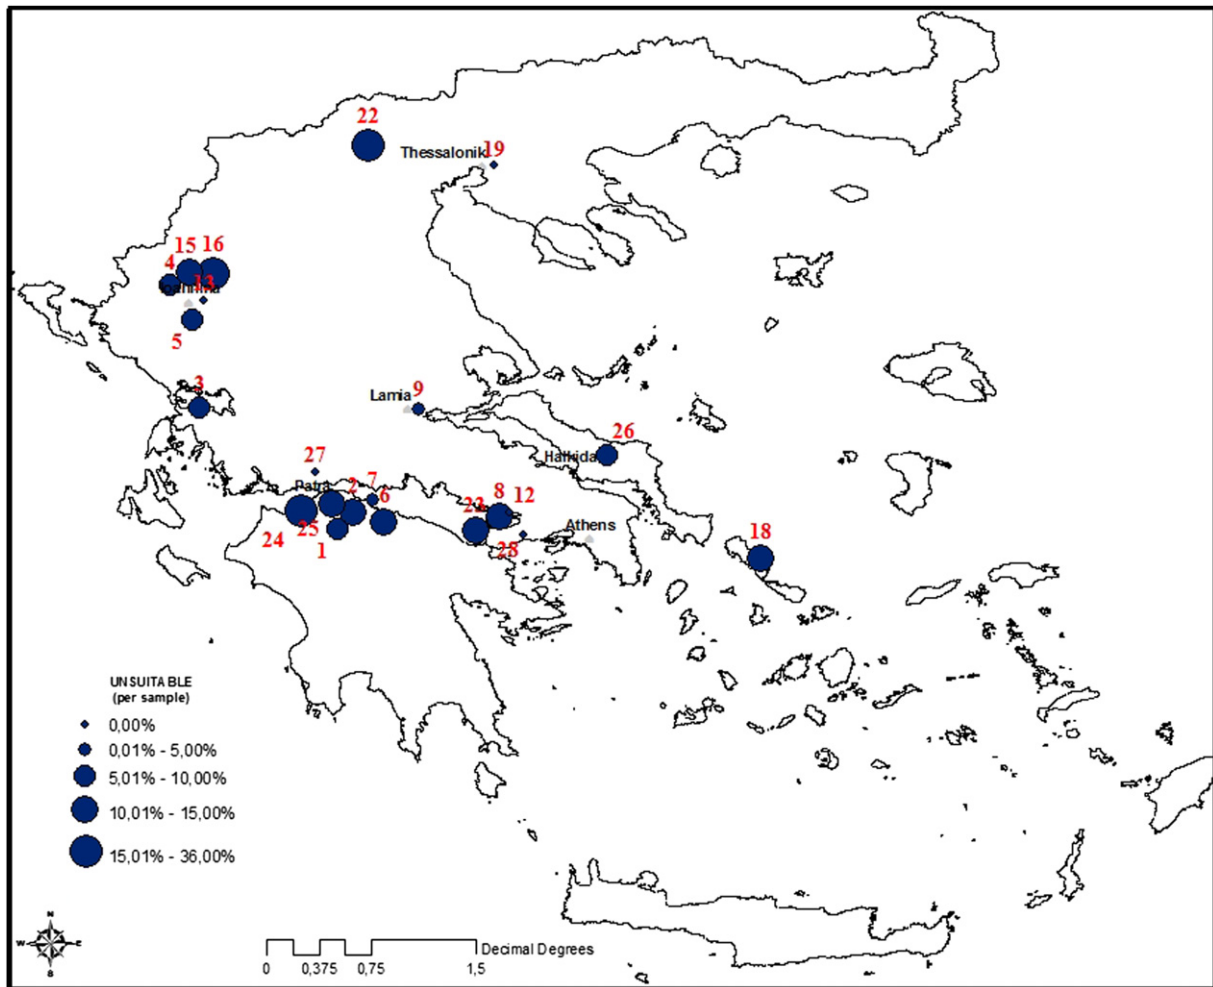 22
Thessaloniki
19
15
16
4
13
Ioannina
5
3
Lamia
9
26
Halkida
27
Patra
2
7
6
8
12
23
18
Athens
25
24
1
28
UNSUITABLE
(per sample)
0,00%
0,01% - 5,00%
5,01% - 10,00%
10,01% - 15,00%
15,01% - 36,00%
N
W
E
S
Decimal Degrees
0
0,375
0,75
1,5